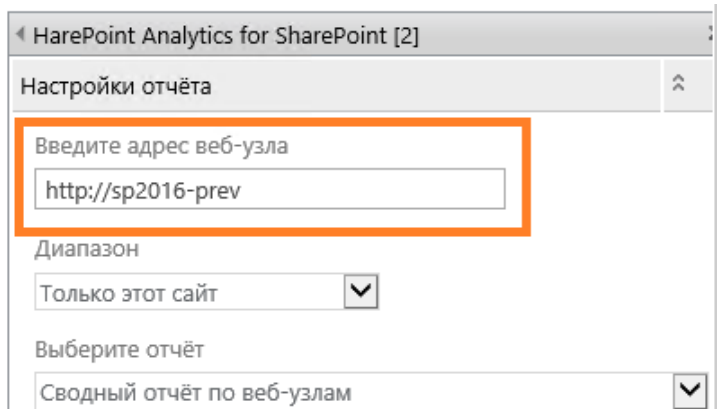 HarePoint Analytics for SharePoint [2]
Настройки отчёта
Введите адрес веб-узла
http://sp2016-prev
Диапазон
Только этот сайт
Выберите отчёт
Сводный отчёт по веб-узлам